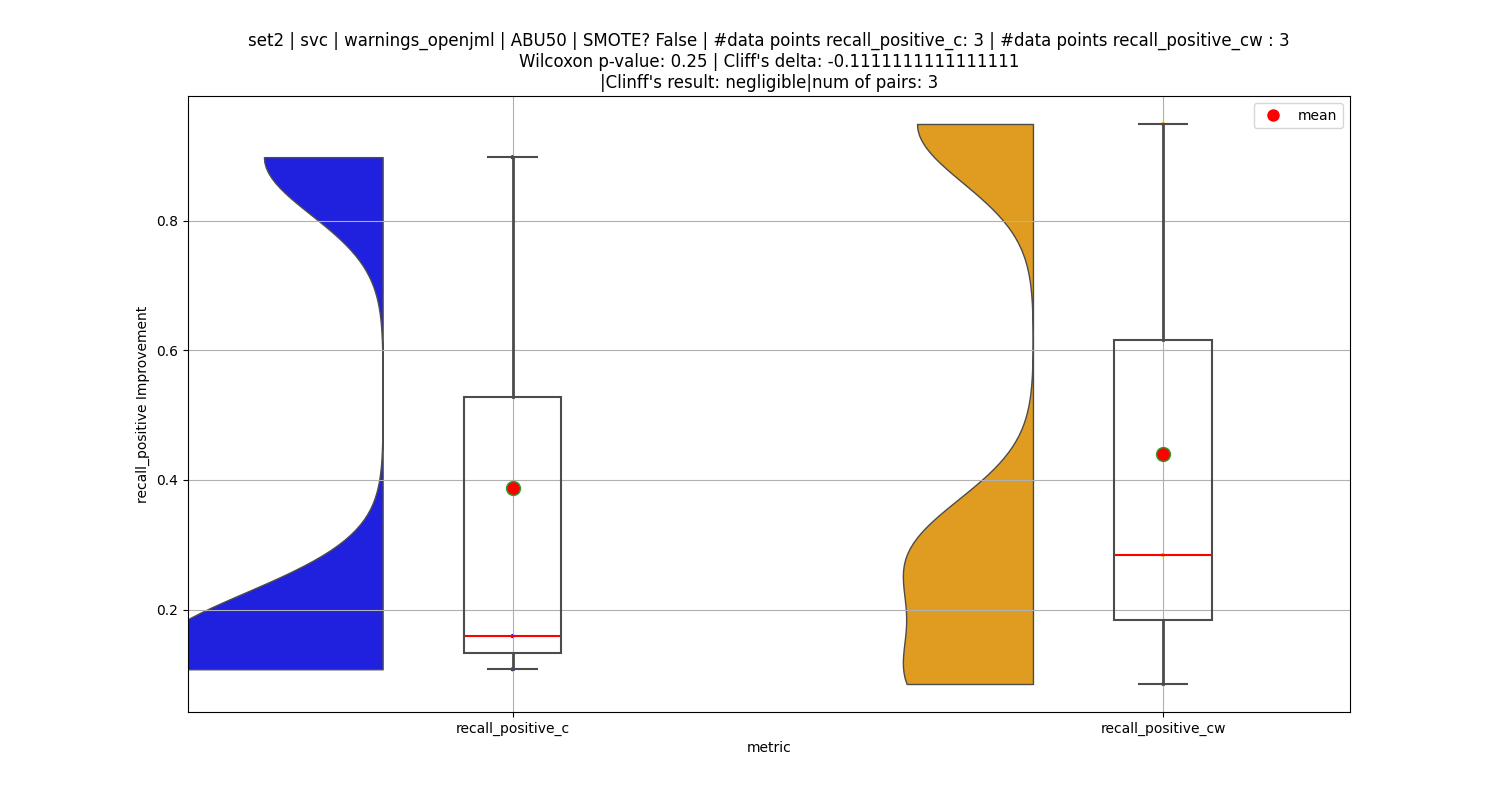 set2 | svc | warnings_openjml | ABU50 | SMOTE? False | #data points recall_positive_c: 3 | #data points recall_positive_cw : 3
Wilcoxon p-value: 0.25 | Cliff's delta: -0.1111111111111111
|Clinff's result: negligible|num of pairs: 3
mean
recall_positive Improvement
0.8
0.6
0.4
0.2
recall_positive_c
recall_positive_cw
metric